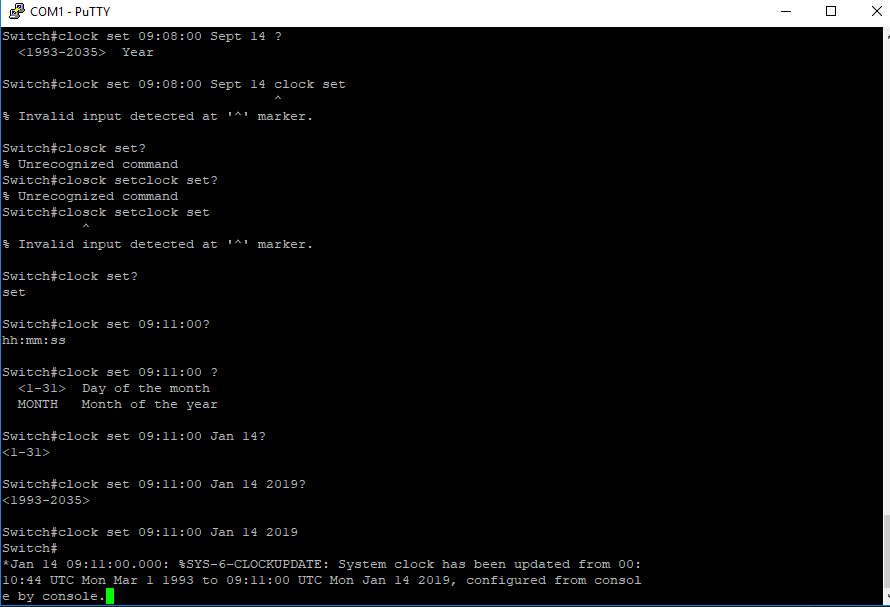 COM1 - PuTTY
Switch#clock set 09:08:00 Sept 14 ?
  <1993-2035>  Year
Switch#clock set 09:08:00 Sept 14 clock set
                                  ^
% Invalid input detected at '^' marker.
Switch#closck set?
% Unrecognized command
Switch#closck setclock set?
% Unrecognized command
Switch#closck setclock set
          ^
% Invalid input detected at '^' marker.
Switch#clock set?
set
Switch#clock set 09:11:00?
hh:mm:ss
Switch#clock set 09:11:00 ?
  <1-31>  Day of the month
  MONTH   Month of the year
Switch#clock set 09:11:00 Jan 14?
<1-31>
Switch#clock set 09:11:00 Jan 14 2019?
<1993-2035>
Switch#clock set 09:11:00 Jan 14 2019
Switch#
*Jan 14 09:11:00.000: %SYS-6-CLOCKUPDATE: System clock has been updated from 00:
10:44 UTC Mon Mar 1 1993 to 09:11:00 UTC Mon Jan 14 2019, configured from consol
e by console.